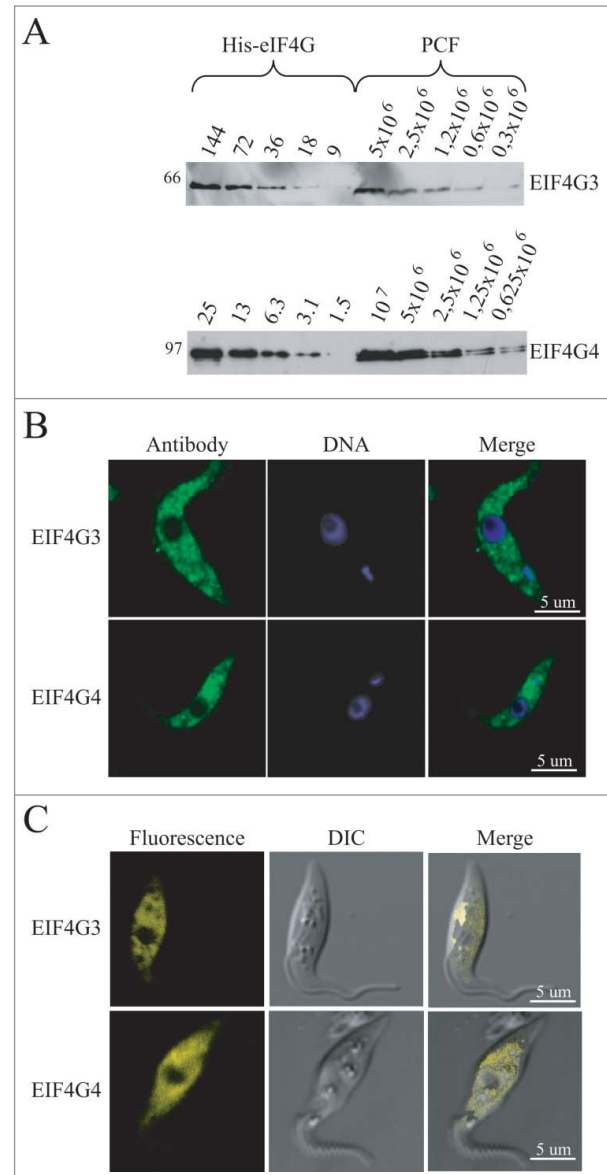 A
His-eIF4G PCF
144 72 36 18 9 5x10⁶ 2,5x10⁶ 1,2x10⁶ 0,6x10⁶ 0,3x10⁶
66 EIF4G3
25 13 6.3 3.1 1.5 10⁷ 5x10⁶ 2,5x10⁶ 1,25x10⁶ 0,625x10⁶
97 EIF4G4
B
Antibody DNA Merge
EIF4G3
5 um
EIF4G4
5 um
C
Fluorescence DIC Merge
EIF4G3
5 um
EIF4G4
5 um